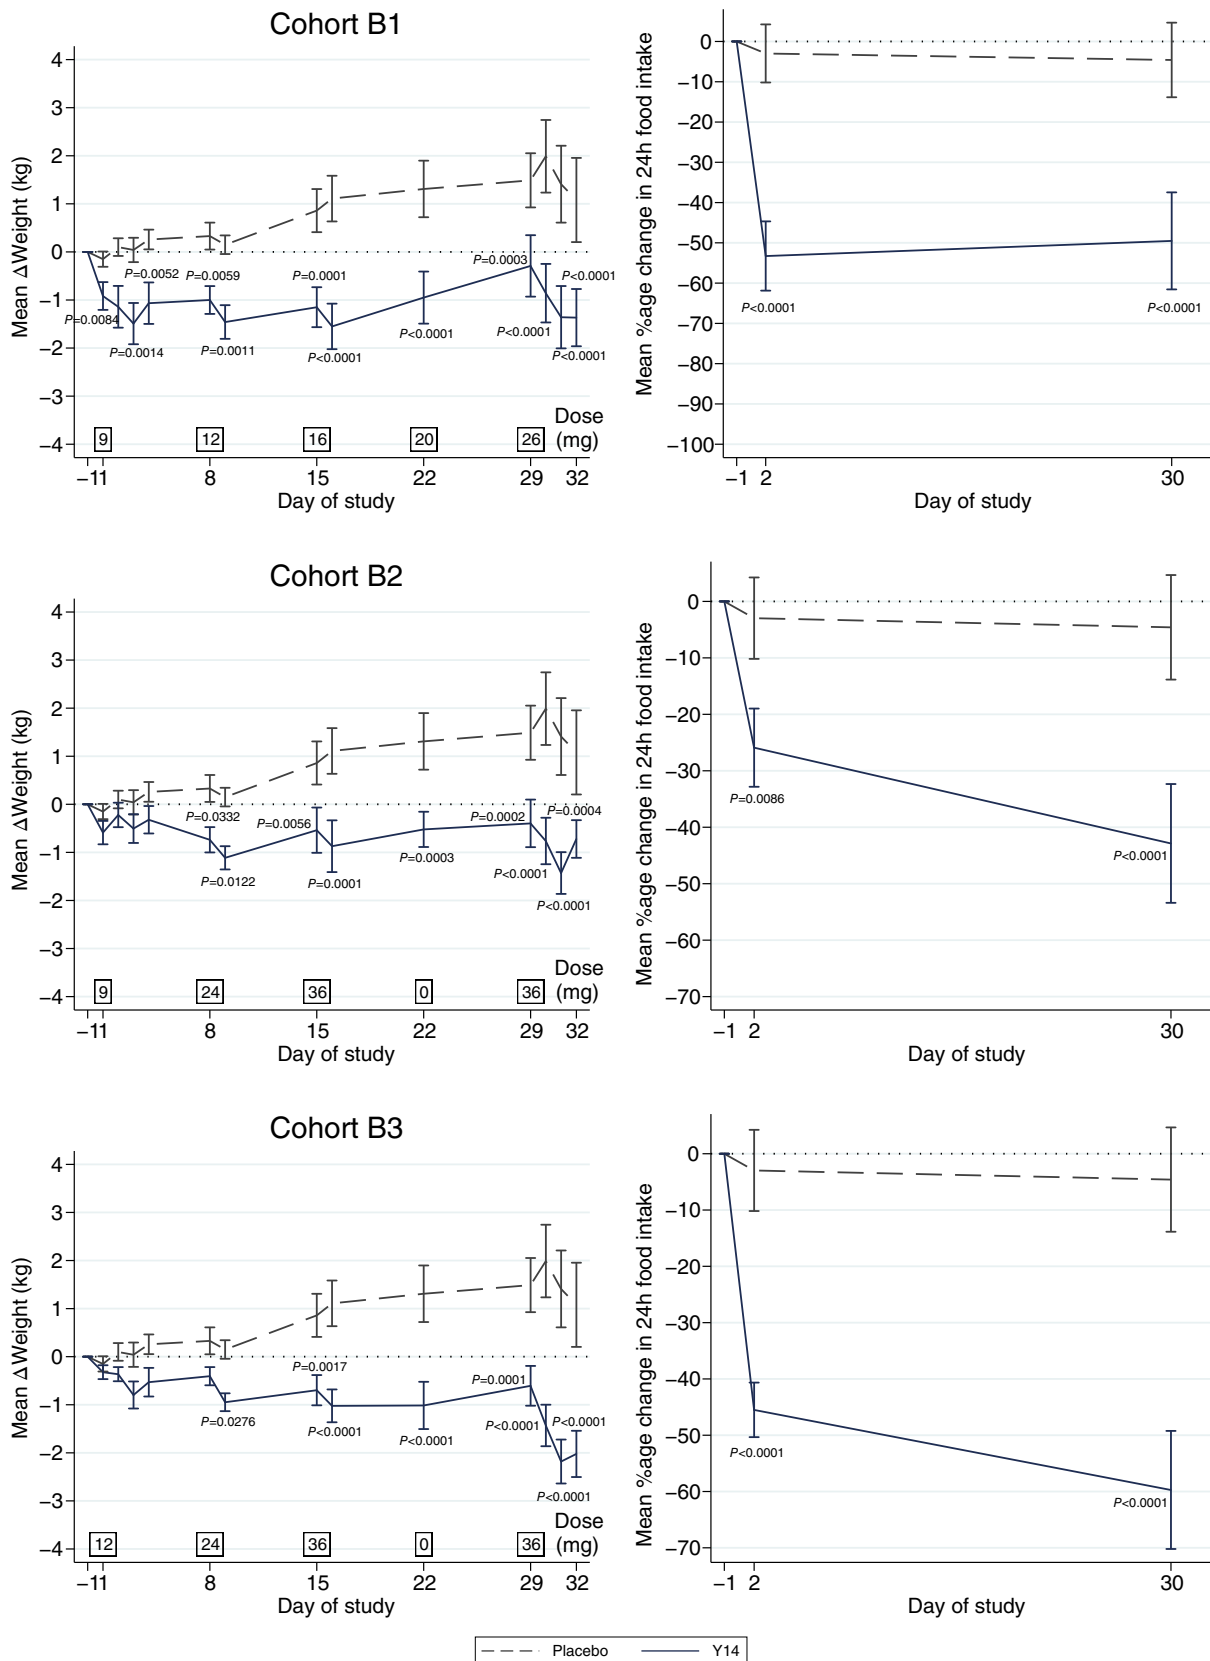 Cohort B1
4
3
2
1
0
−1
−2
−3
−4
Mean ΔWeight (kg)
P=0.0084
P=0.0014
P=0.0052
P=0.0059
P=0.0011
P=0.0001
P<0.0001
P<0.0001
P=0.0003
P<0.0001
P<0.0001
P<0.0001
Dose
(mg)
9 12 16 20 26
−1 1 8 15 22 29 32
Day of study
0
−10
−20
−30
−40
−50
−60
−70
−80
−90
−100
Mean %age change in 24h food intake
P<0.0001
P<0.0001
−1 2 30
Day of study
Cohort B2
4
3
2
1
0
−1
−2
−3
−4
Mean ΔWeight (kg)
P=0.0332
P=0.0122
P=0.0056
P=0.0001
P=0.0003
P=0.0002
P<0.0001
P=0.0004
P<0.0001
Dose
(mg)
9 24 36 0 36
−1 1 8 15 22 29 32
Day of study
0
−10
−20
−30
−40
−50
−60
−70
Mean %age change in 24h food intake
P=0.0086
P<0.0001
−1 2 30
Day of study
Cohort B3
4
3
2
1
0
−1
−2
−3
−4
Mean ΔWeight (kg)
P=0.0276
P=0.0017
P<0.0001
P<0.0001
P=0.0001
P<0.0001
P<0.0001
P<0.0001
Dose
(mg)
12 24 36 0 36
−1 1 8 15 22 29 32
Day of study
0
−10
−20
−30
−40
−50
−60
−70
Mean %age change in 24h food intake
P<0.0001
P<0.0001
−1 2 30
Day of study
Placebo Y14